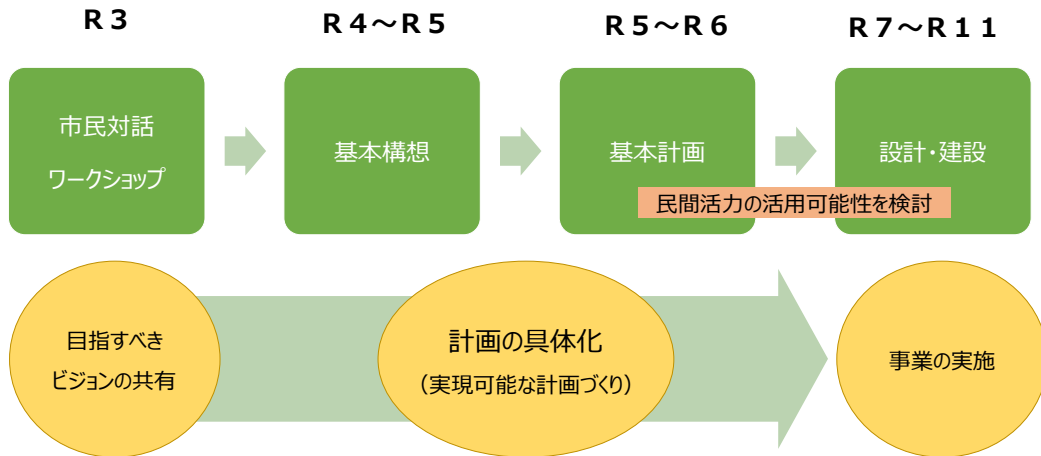 R3
R4～R5
R5～R6
R7～R11
市民対話
ワークショップ
基本構想
基本計画
設計・建設
民間活力の活用可能性を検討
目指すべき
ビジョンの共有
計画の具体化
（実現可能な計画づくり）
事業の実施